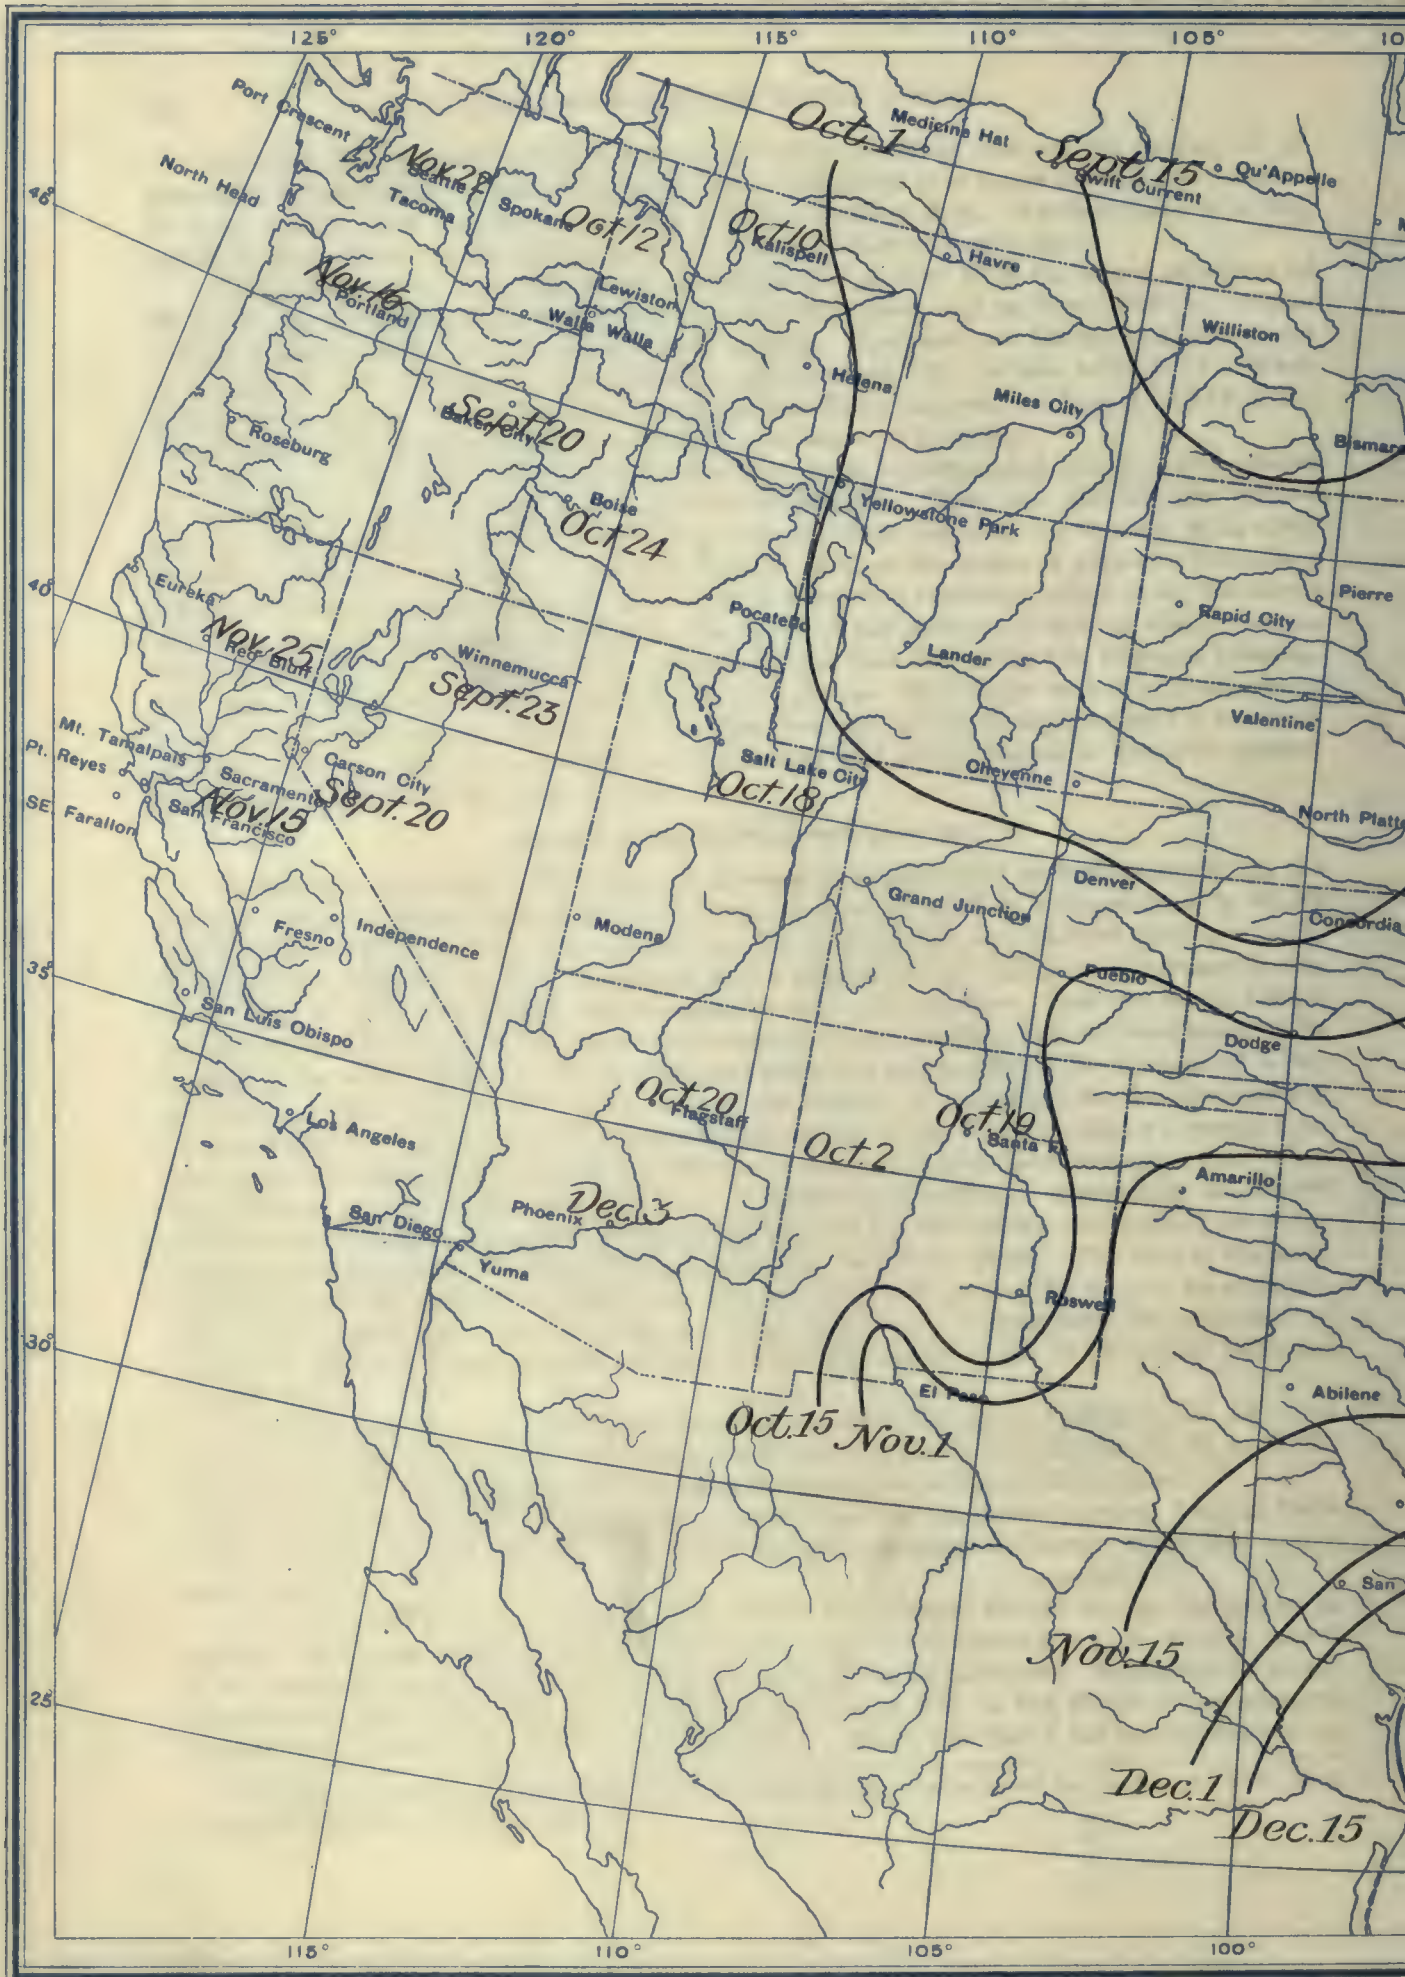 125°
120°
115°
110°
105°
Port Crescent
Medicine Hat
Oct. 1
Sept. 15
Qu'Appelle
Swift Current
Nov. 22
Seattle
North Head
Tacoma
Spokane
Oct. 12
Oct. 10
Kalispell
Havre
45°
Nov. 16
Portland
Lewiston
Walla Walla
Williston
Helena
Miles City
Sept. 20
Baker City
Roseburg
Bismarc
Boise
Oct. 24
Yellowstone Park
Eureka
40°
Pocatello
Rapid City
Pierre
Nov. 25
Red Bluff
Winnemucca
Sept. 23
Lander
Valentine
Mt. Tamalpais
Pt. Reyes
Sacramento
Carson City
Salt Lake City
Oct. 18
Cheyenne
SE Farallon
Nov. 15
San Francisco
Sept. 20
North Platte
Denver
Grand Junction
Concordia
Fresno
Independence
Modena
35°
Pueblo
San Luis Obispo
Dodge
Oct. 20
Flagstaff
Oct. 19
Santa F
Los Angeles
Oct. 2
Amarillo
San Diego
Phoenix
Dec. 3
Yuma
Roswell
30°
El Paso
Abilene
Oct. 15
Nov. 1
San
Nov. 15
25°
Dec. 1
Dec. 15
115°
110°
105°
100°